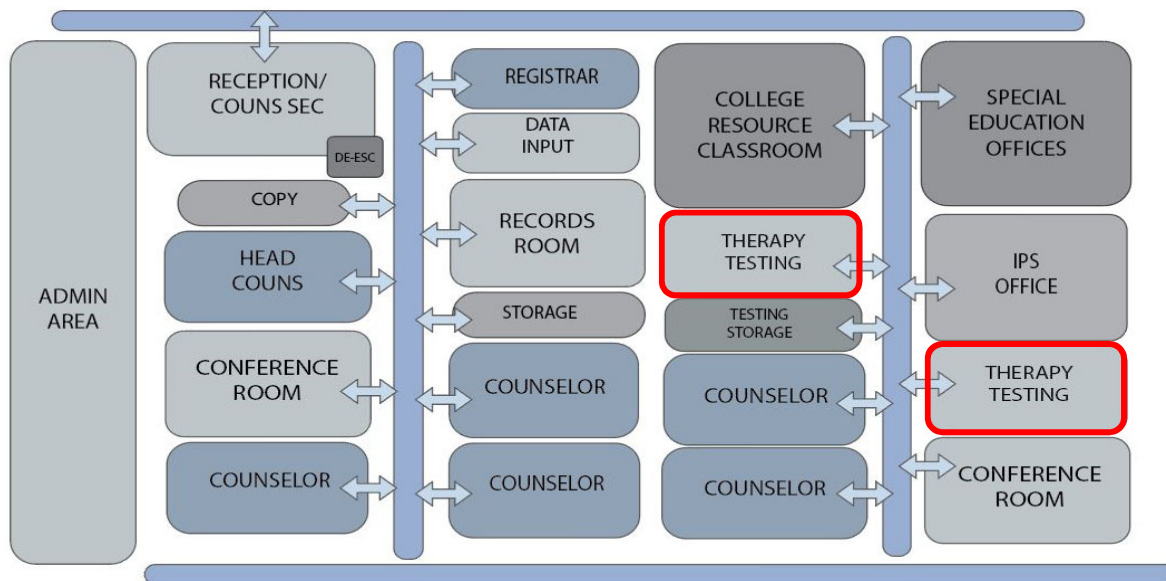 ADMIN
AREA
RECEPTION/
COUNS SEC
DE-ESC
COPY
HEAD
COUNS
CONFERENCE
ROOM
COUNSELOR
REGISTRAR
DATA
INPUT
RECORDS
ROOM
STORAGE
COUNSELOR
COUNSELOR
COLLEGE
RESOURCE
CLASSROOM
THERAPY
TESTING
TESTING
STORAGE
COUNSELOR
COUNSELOR
SPECIAL
EDUCATION
OFFICES
IPS
OFFICE
THERAPY
TESTING
CONFERENCE
ROOM